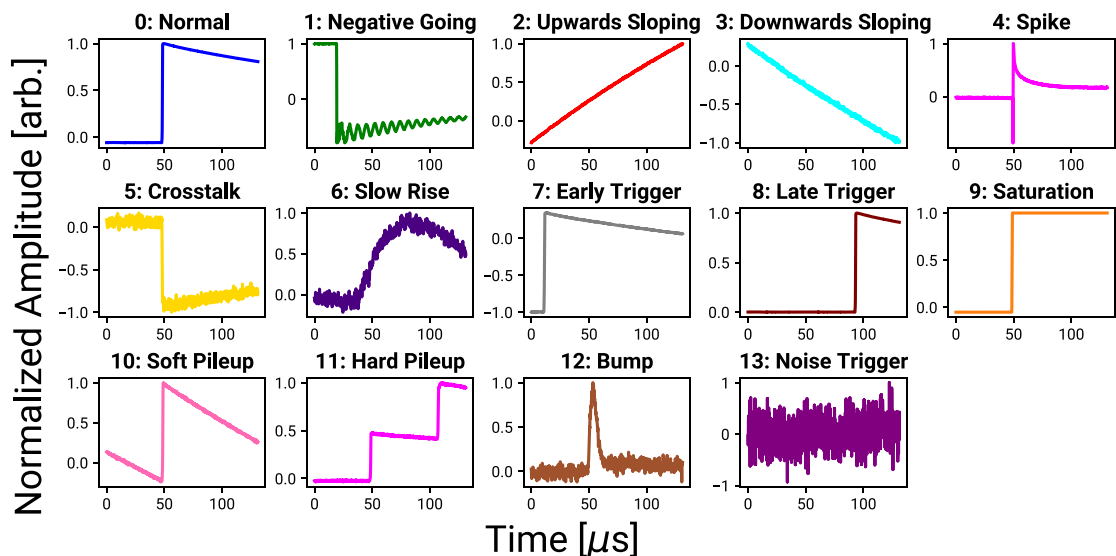 Normalized Amplitude [arb.]
0: Normal
1.0
0.5
0.0
0 50 100
1: Negative Going
1
0
0 50 100
2: Upwards Sloping
1.0
0.5
0.0
0 50 100
3: Downwards Sloping
0.0
−0.5
−1.0
0 50 100
4: Spike
1
0
0 50 100
5: Crosstalk
0.0
−0.5
−1.0
0 50 100
6: Slow Rise
1.0
0.5
0.0
0 50 100
7: Early Trigger
0.0
−0.5
−1.0
0 50 100
8: Late Trigger
1.0
0.5
0.0
0 50 100
9: Saturation
1.0
0.5
0.0
0 50 100
10: Soft Pileup
1.0
0.5
0.0
0 50 100
11: Hard Pileup
1.0
0.5
0.0
0 50 100
12: Bump
1.0
0.5
0.0
0 50 100
13: Noise Trigger
1
0
−1
0 50 100
Time [μs]